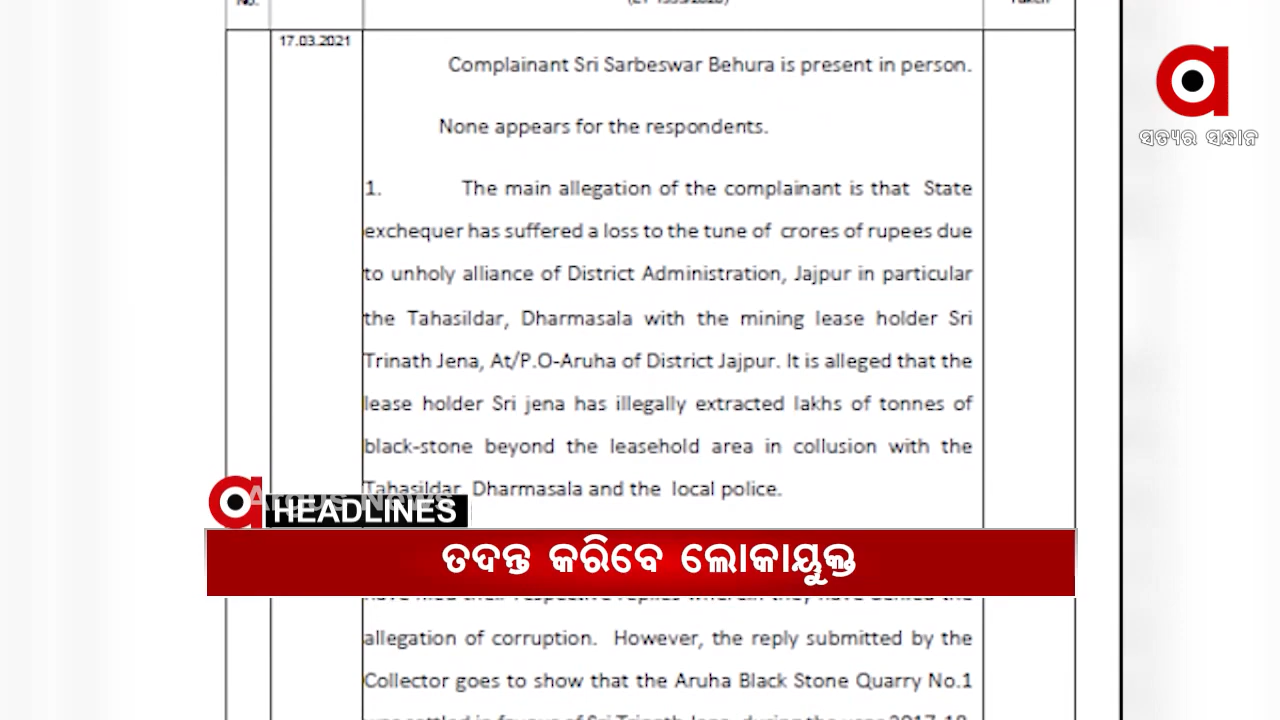 No.
Taken
17.03.2021
Complainant Sri Sarbeswar Behura is present in person.
None appears for the respondents.
1. The main allegation of the complainant is that State
exchequer has suffered a loss to the tune of crores of rupees due
to unholy alliance of District Administration, Jajpur in particular
the Tahasildar, Dharmasala with the mining lease holder Sri
Trinath Jena, At/P.O-Aruha of District Jajpur. It is alleged that the
lease holder Sri jena has illegally extracted lakhs of tonnes of
black-stone beyond the leasehold area in collusion with the
Tahasildar, Dharmasala and the local police.
allegation of corruption. However, the reply submitted by the
Collector goes to show that the Aruha Black Stone Quarry No.1
ସତ୍ୟର ସନ୍ଧାନ
Argus News
HEADLINES
ତଦନ୍ତ କରିବେ ଲୋକାୟୁକ୍ତ